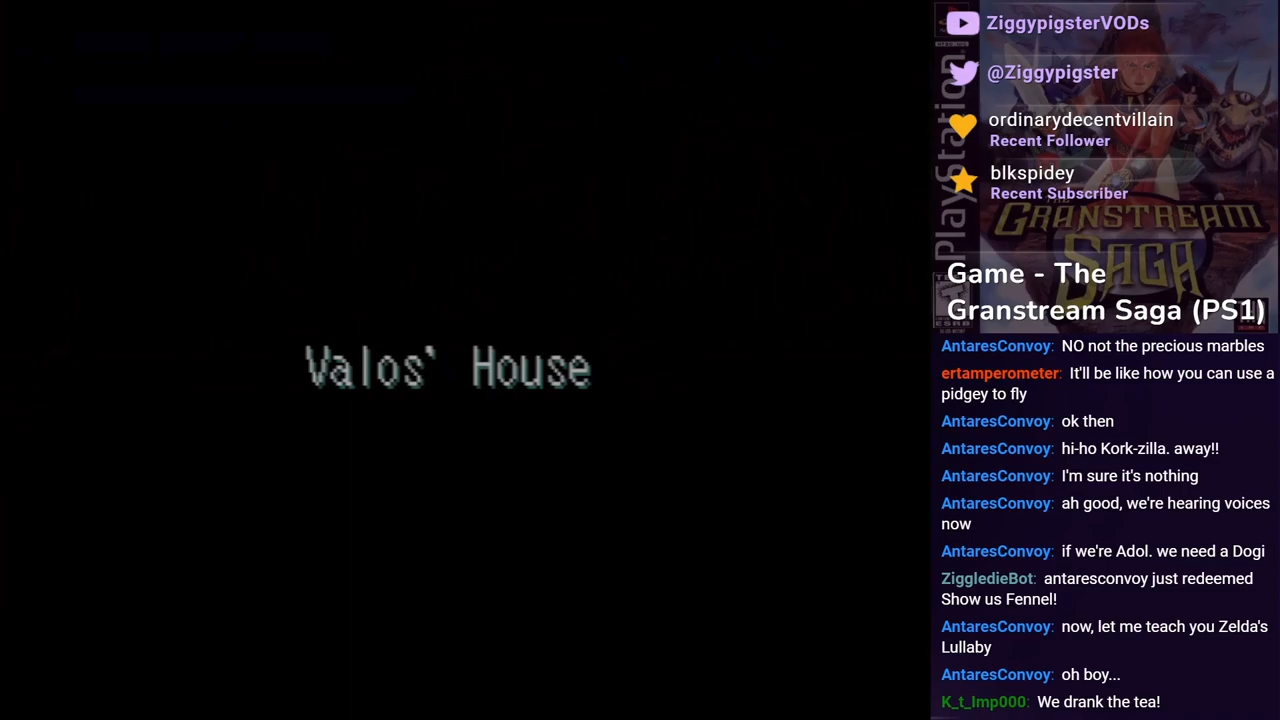 Valos' House
ZiggypigsterVODs
@Ziggypigster
ordinarydecentvillain
Recent Follower
blkspidey
Recent Subscriber
PlayStation
GRANSTREAM
SAGA
Game - The
Granstream Saga (PS1)
AntaresConvoy: NO not the precious marbles
ertamperometer: It'll be like how you can use a
pidgey to fly
AntaresConvoy: ok then
AntaresConvoy: hi-ho Kork-zilla. away!!
AntaresConvoy: I'm sure it's nothing
AntaresConvoy: ah good, we're hearing voices
now
AntaresConvoy: if we're Adol. we need a Dogi
ZiggledieBot: antaresconvoy just redeemed
Show us Fennel!
AntaresConvoy: now, let me teach you Zelda's
Lullaby
AntaresConvoy: oh boy...
K_t_Imp000: We drank the tea!